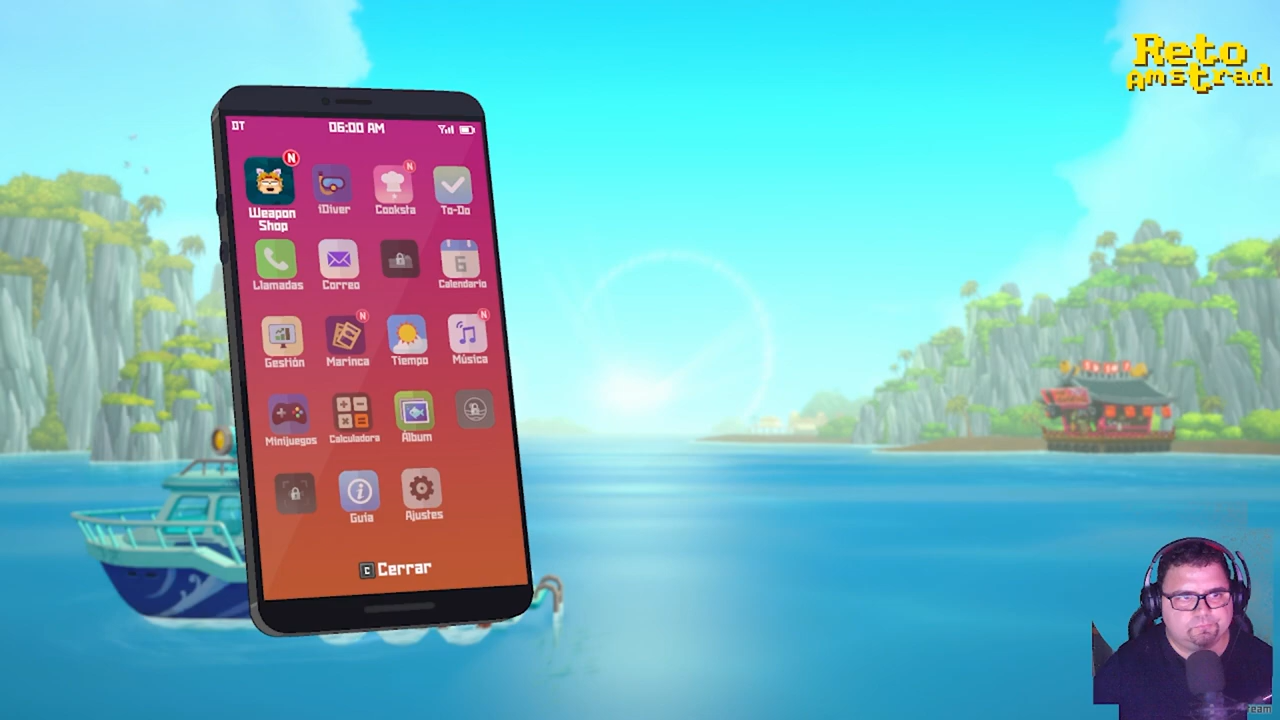 Reto
Amstrad
DT
06:00 AM
N
Weapon
Shop
iDiver
N
Cooksta
To-Do
Llamadas
Correo
6
Calendario
Gestión
N
Marinca
Tiempo
N
Música
Minijuegos
Calculadora
Álbum
Guía
Ajustes
C Cerrar